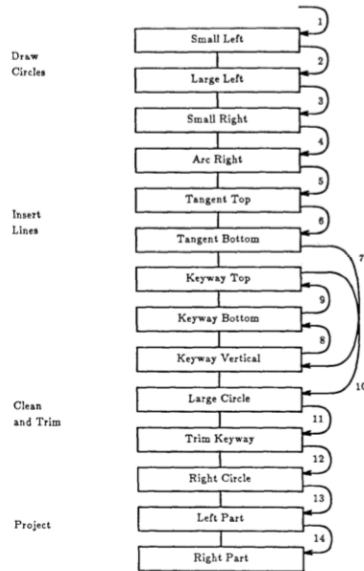 1
Small Left
Draw
Circles
2
Large Left
3
Small Right
4
Arc Right
5
Tangent Top
Insert
Lines
6
Tangent Bottom
7
Keyway Top
9
Keyway Bottom
8
Keyway Vertical
10
Large Circle
Clean
and Trim
11
Trim Keyway
12
Right Circle
13
Left Part
Project
14
Right Part